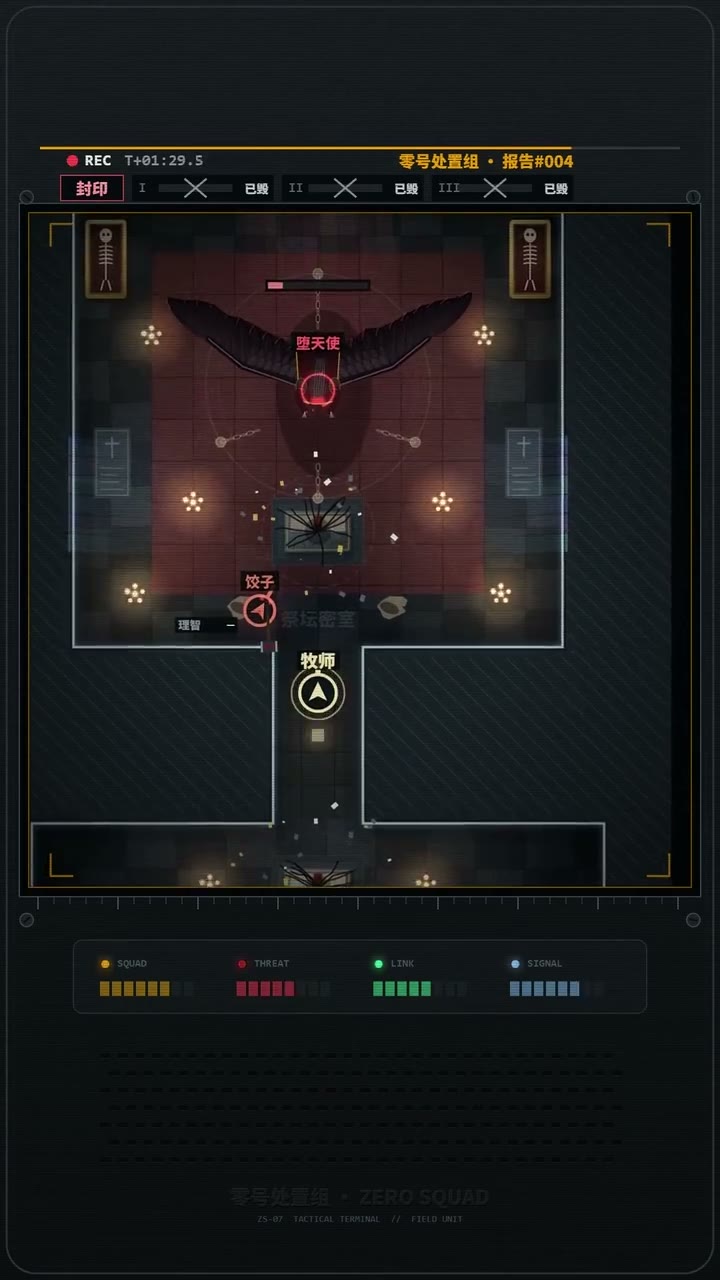 REC T+01:29.5 零号处置组 • 报告#004
封印 I 已毁 II 已毁 III 已毁
堕天使
饺子
理智
祭坛密室
牧师
SQUAD THREAT LINK SIGNAL
零号处置组 • ZERO SQUAD
ZS-07 TACTICAL TERMINAL // FIELD UNIT